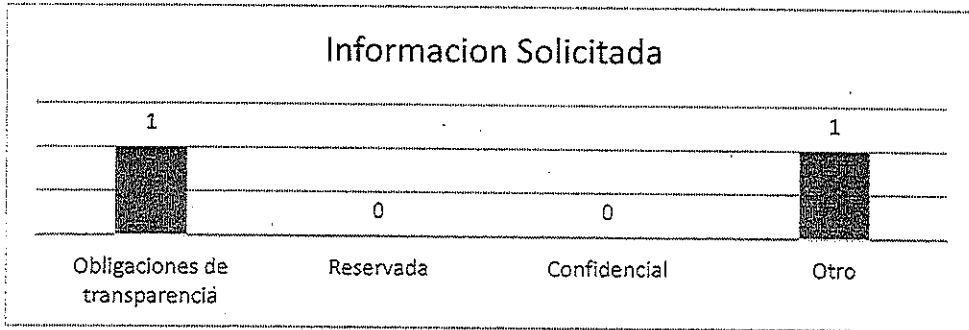 Informacion Solicitada
1
1
0
0
Obligaciones de
transparencia
Reservada
Confidencial
Otro